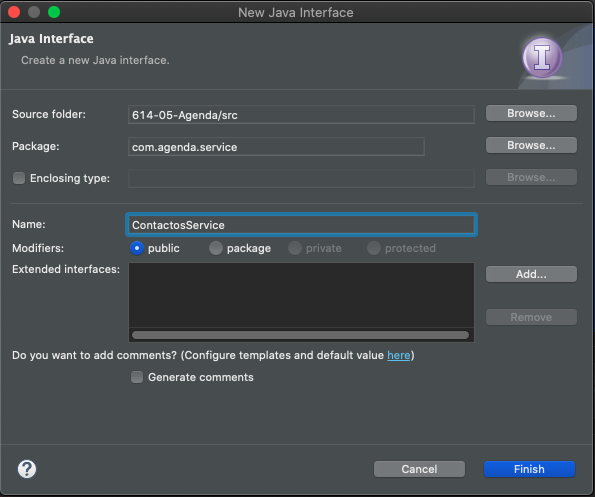 New Java Interface
Java Interface
Create a new Java interface.
I
Source folder: 614-05-Agenda/src Browse...
Package: com.agenda.service Browse...
Enclosing type: Browse...
Name: ContactosService
Modifiers: public package private protected
Extended interfaces: Add...
Remove
Do you want to add comments? (Configure templates and default value here)
Generate comments
? Cancel Finish